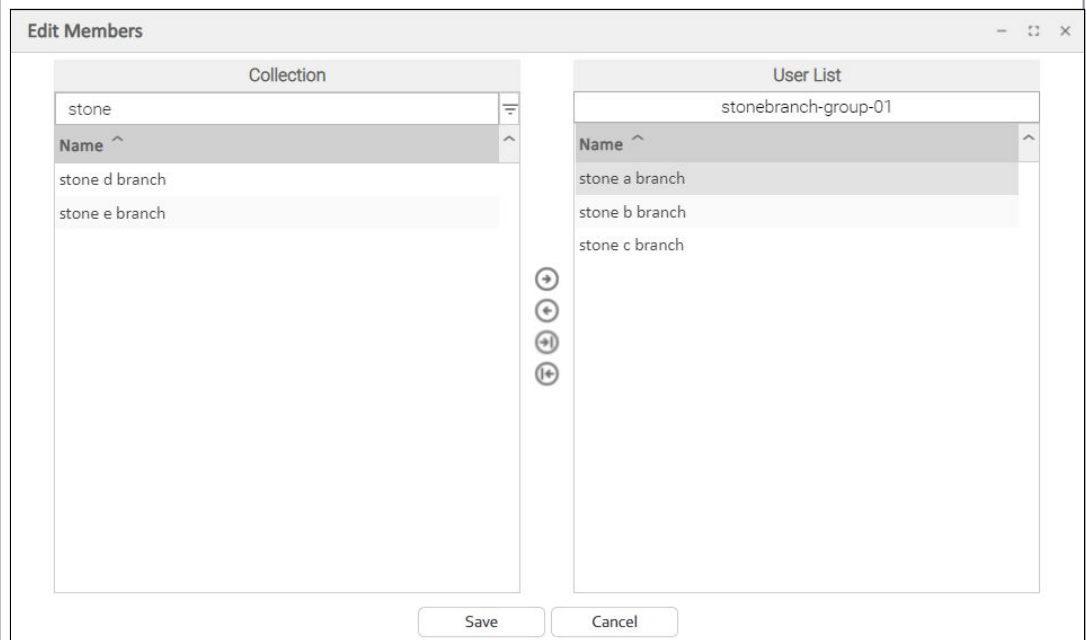 Edit Members
Collection
stone
Name
stone d branch
stone e branch
User List
stonebranch-group-01
Name
stone a branch
stone b branch
stone c branch
Save
Cancel